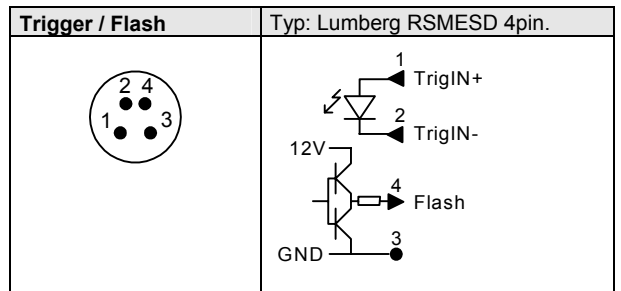 Trigger / Flash
Typ: Lumberg RSMESD 4pin.
2 4
1 3
1
TrigIN+
2
TrigIN-
12V
4
Flash
3
GND